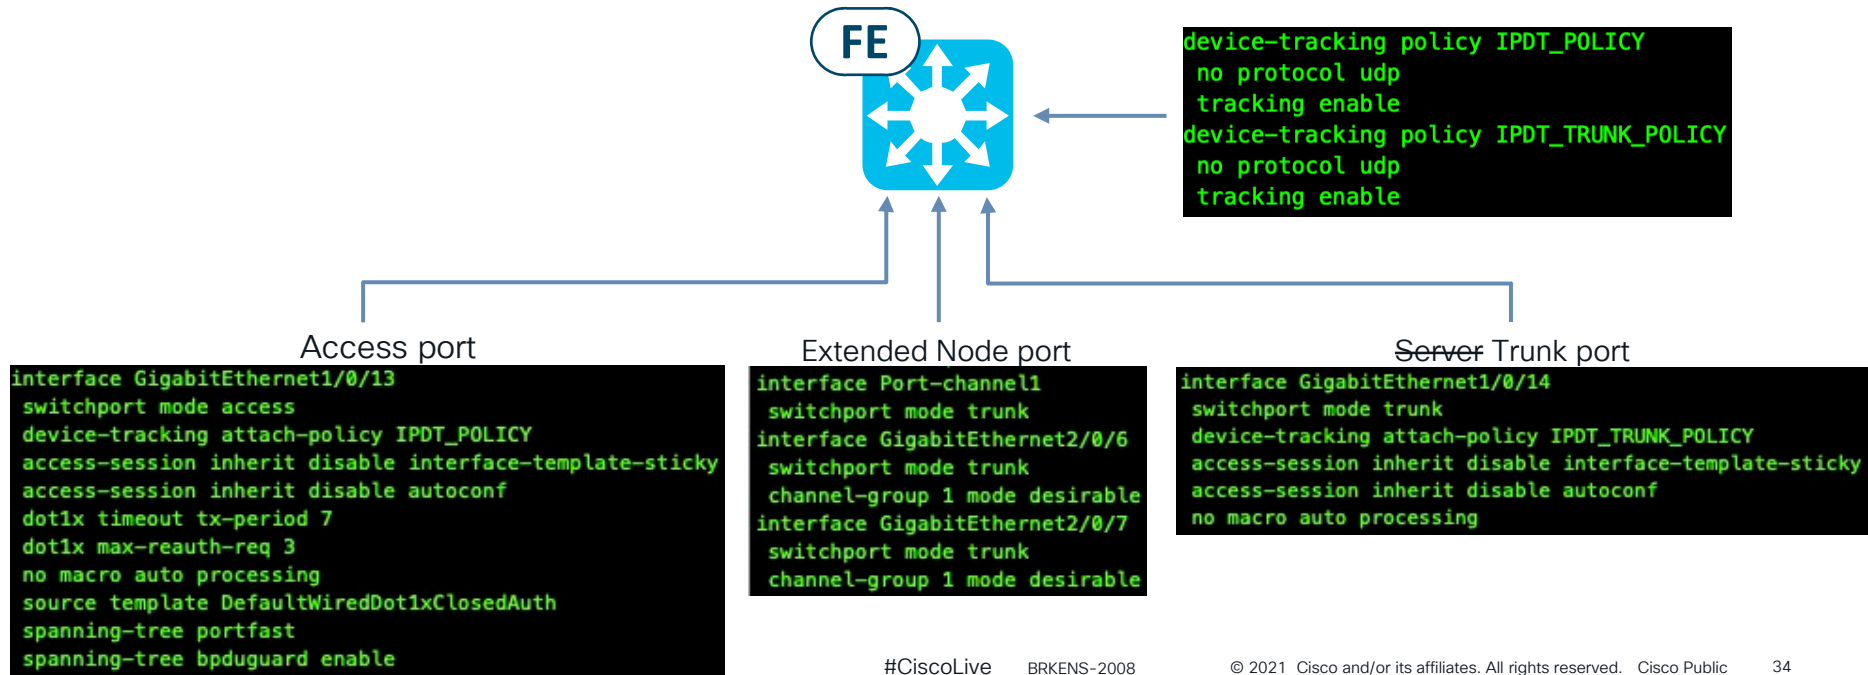 FE
device-tracking policy IPDT_POLICY
no protocol udp
tracking enable
device-tracking policy IPDT_TRUNK_POLICY
no protocol udp
tracking enable
Access port
interface GigabitEthernet1/0/13
switchport mode access
device-tracking attach-policy IPDT_POLICY
access-session inherit disable interface-template-sticky
access-session inherit disable autoconf
dot1x timeout tx-period 7
dot1x max-reauth-req 3
no macro auto processing
source template DefaultWiredDot1xClosedAuth
spanning-tree portfast
spanning-tree bpduguard enable
Extended Node port
interface Port-channel1
switchport mode trunk
interface GigabitEthernet2/0/6
switchport mode trunk
channel-group 1 mode desirable
interface GigabitEthernet2/0/7
switchport mode trunk
channel-group 1 mode desirable
Server Trunk port
interface GigabitEthernet1/0/14
switchport mode trunk
device-tracking attach-policy IPDT_TRUNK_POLICY
access-session inherit disable interface-template-sticky
access-session inherit disable autoconf
no macro auto processing
#CiscoLive BRKENS-2008 © 2021 Cisco and/or its affiliates. All rights reserved. Cisco Public 34